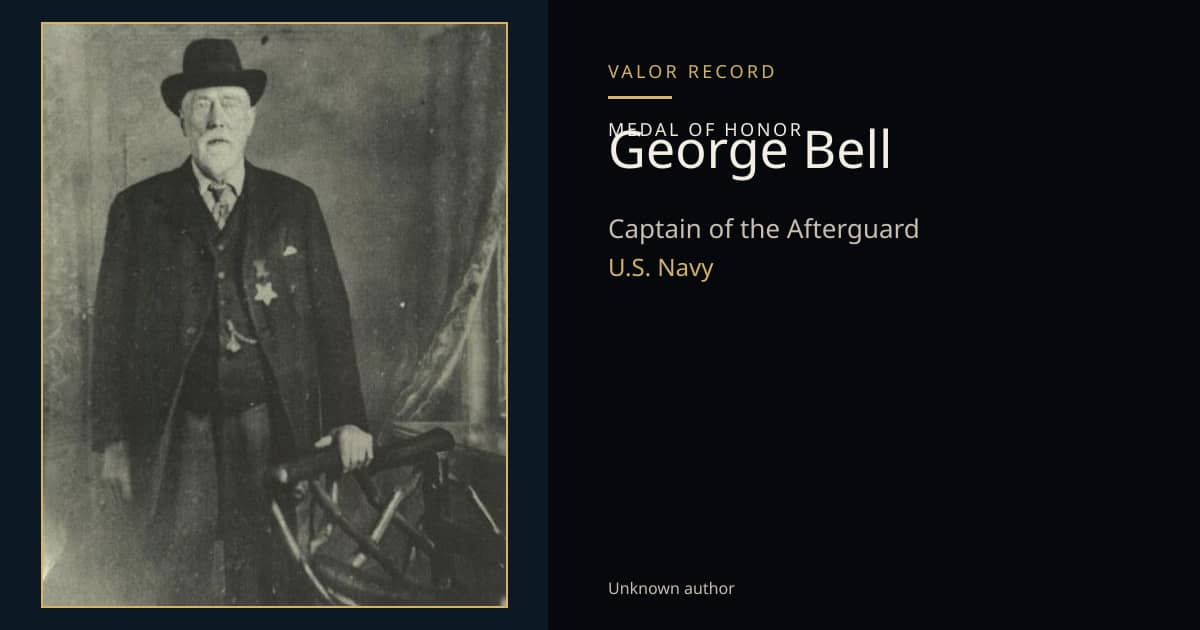 VALOR RECORD
MEDAL OF HONOR
George Bell
Captain of the Afterguard
U.S. Navy
Unknown author